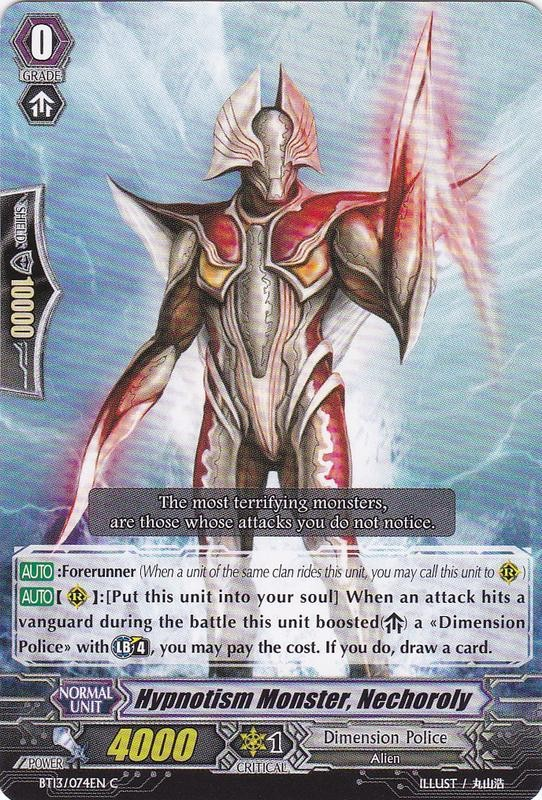 0
GRADE
SHIELD
10000
The most terrifying monsters,
are those whose attacks you do not notice.
AUTO:Forerunner (When a unit of the same clan rides this unit, you may call this unit to R)
AUTO【R】:[Put this unit into your soul] When an attack hits a
vanguard during the battle this unit boosted( ) a «Dimension
Police» with LB4, you may pay the cost. If you do, draw a card.
NORMAL
UNIT
Hypnotism Monster, Nechoroly
POWER
4000
1
CRITICAL
Dimension Police
Alien
BT13/074EN C
ILLUST / 丸山浩